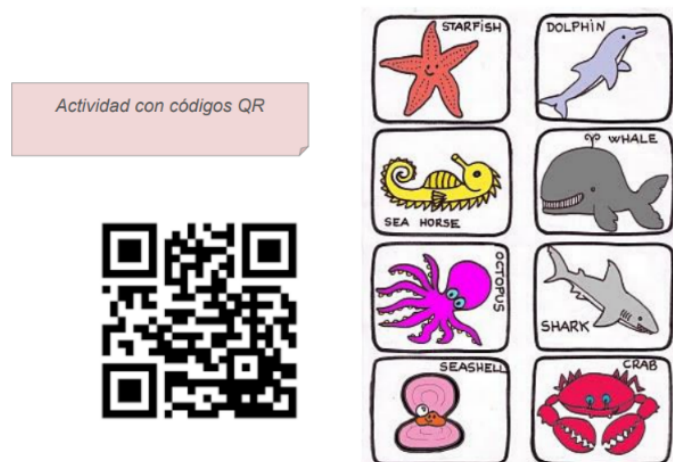 Actividad con códigos QR
STARFISH
DOLPHIN
SEA HORSE
WHALE
OCTOPUS
SHARK
SEASHELL
CRAB